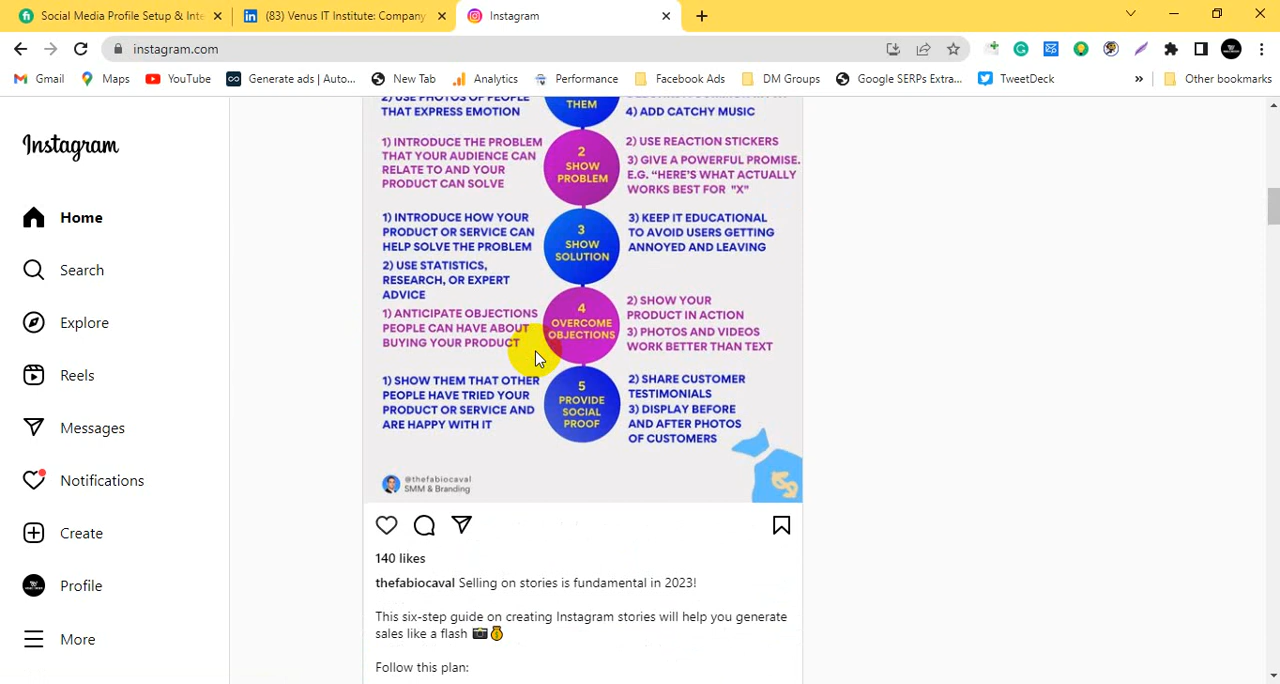 Social Media Profile Setup & Inte
(83) Venus IT Institute: Company
Instagram
instagram.com
Gmail
Maps
YouTube
Generate ads | Auto...
New Tab
Analytics
Performance
Facebook Ads
DM Groups
Google SERPs Extra...
TweetDeck
»
Other bookmarks
Instagram
Home
Search
Explore
Reels
Messages
Notifications
Create
Profile
More
THAT EXPRESS EMOTION
THEM
4) ADD CATCHY MUSIC
1) INTRODUCE THE PROBLEM
THAT YOUR AUDIENCE CAN
RELATE TO AND YOUR
PRODUCT CAN SOLVE
2
SHOW
PROBLEM
2) USE REACTION STICKERS
3) GIVE A POWERFUL PROMISE.
E.G. “HERE'S WHAT ACTUALLY
WORKS BEST FOR "X"
1) INTRODUCE HOW YOUR
PRODUCT OR SERVICE CAN
HELP SOLVE THE PROBLEM
2) USE STATISTICS,
RESEARCH, OR EXPERT
ADVICE
3
SHOW
SOLUTION
3) KEEP IT EDUCATIONAL
TO AVOID USERS GETTING
ANNOYED AND LEAVING
1) ANTICIPATE OBJECTIONS
PEOPLE CAN HAVE ABOUT
BUYING YOUR PRODUCT
4
OVERCOME
OBJECTIONS
2) SHOW YOUR
PRODUCT IN ACTION
3) PHOTOS AND VIDEOS
WORK BETTER THAN TEXT
1) SHOW THEM THAT OTHER
PEOPLE HAVE TRIED YOUR
PRODUCT OR SERVICE AND
ARE HAPPY WITH IT
5
PROVIDE
SOCIAL
PROOF
2) SHARE CUSTOMER
TESTIMONIALS
3) DISPLAY BEFORE
AND AFTER PHOTOS
OF CUSTOMERS
@thefabiocaval
SMM & Branding
140 likes
thefabiocaval Selling on stories is fundamental in 2023!
This six-step guide on creating Instagram stories will help you generate
sales like a flash 📸💰
Follow this plan: